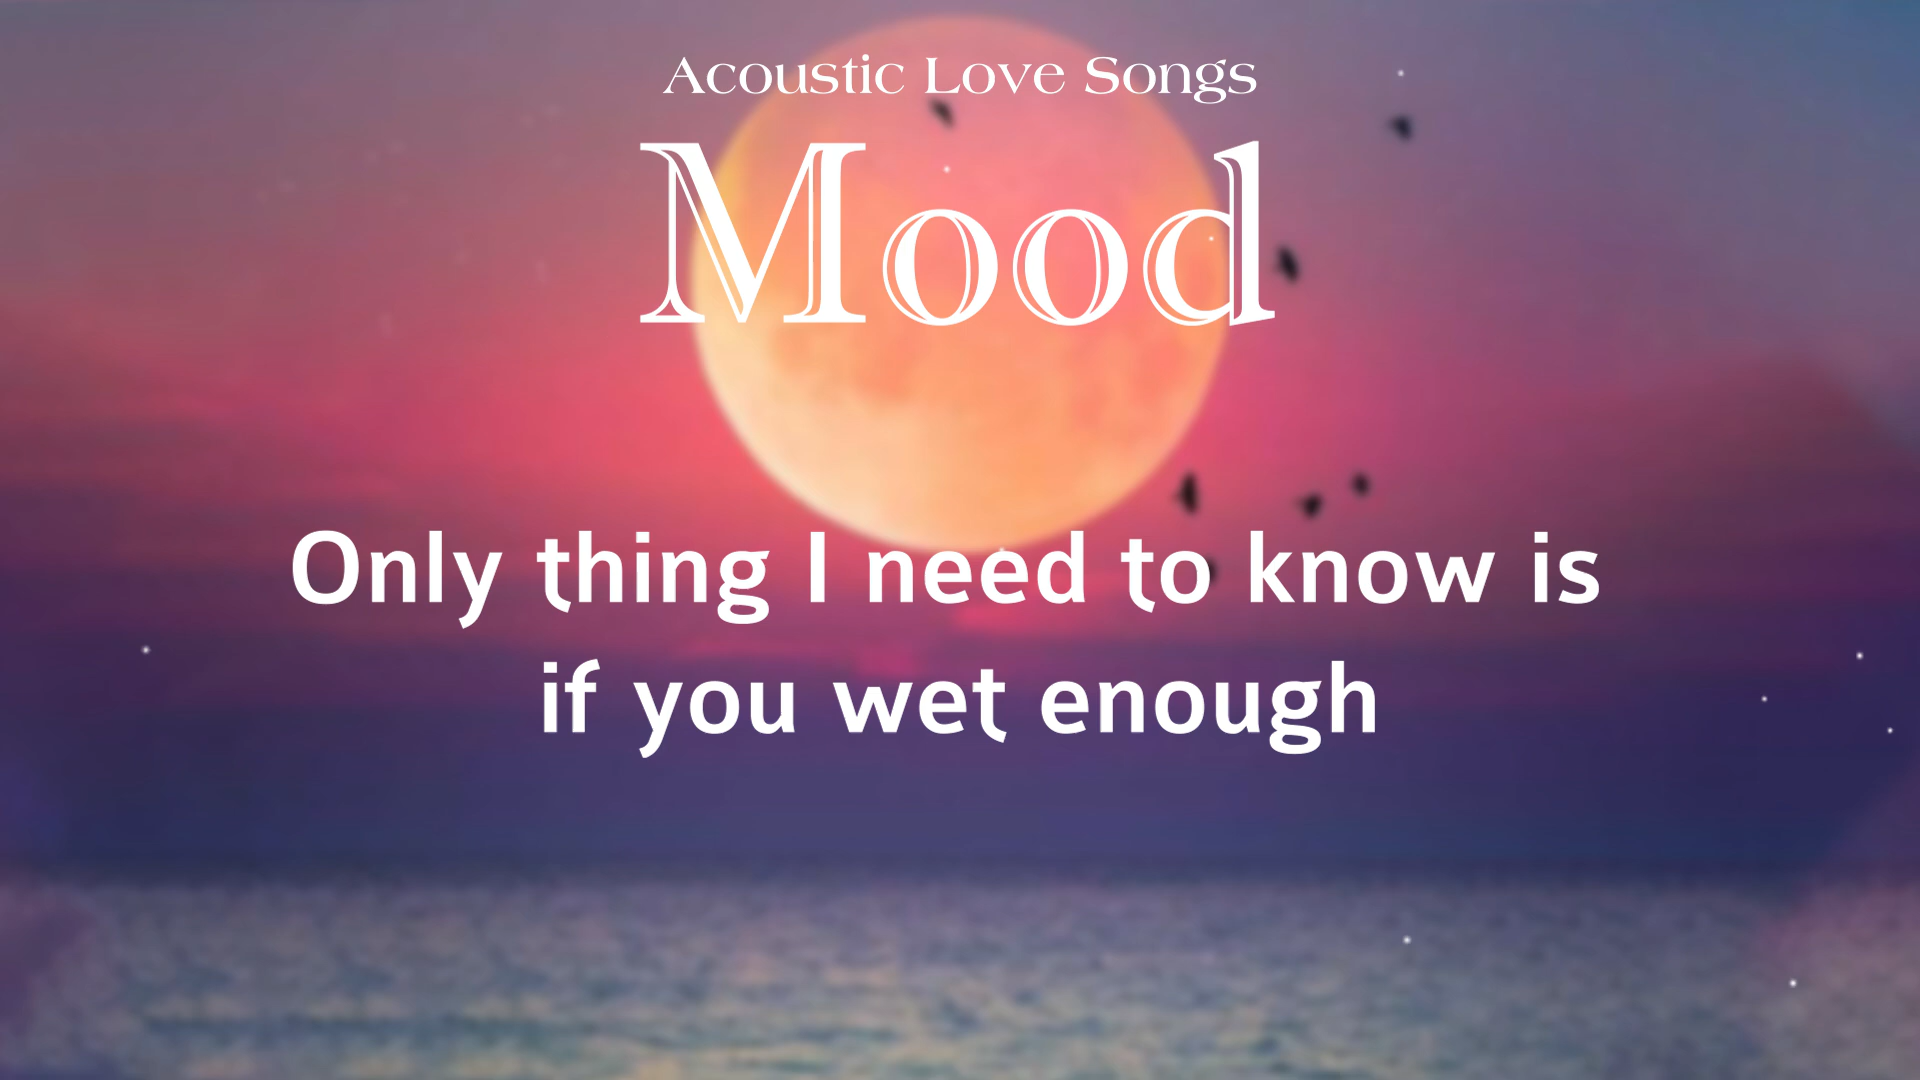 Acoustic Love Songs
Mood
Only thing I need to know is
if you wet enough